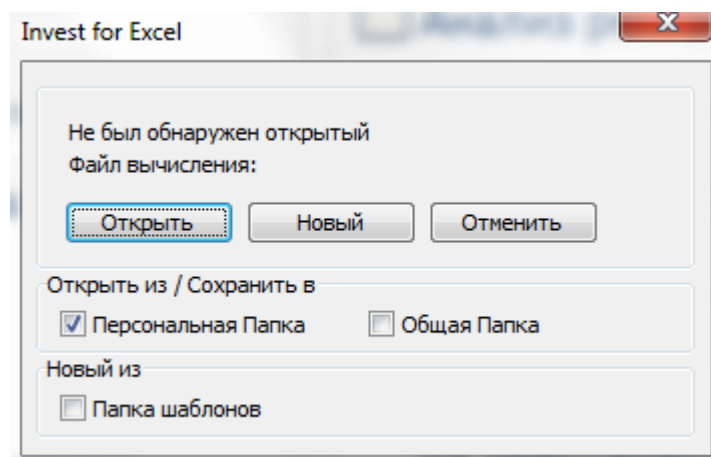 Invest for Excel
Не был обнаружен открытый
Файл вычисления:
Открыть Новый Отменить
Открыть из / Сохранить в
Персональная Папка Общая Папка
Новый из
Папка шаблонов